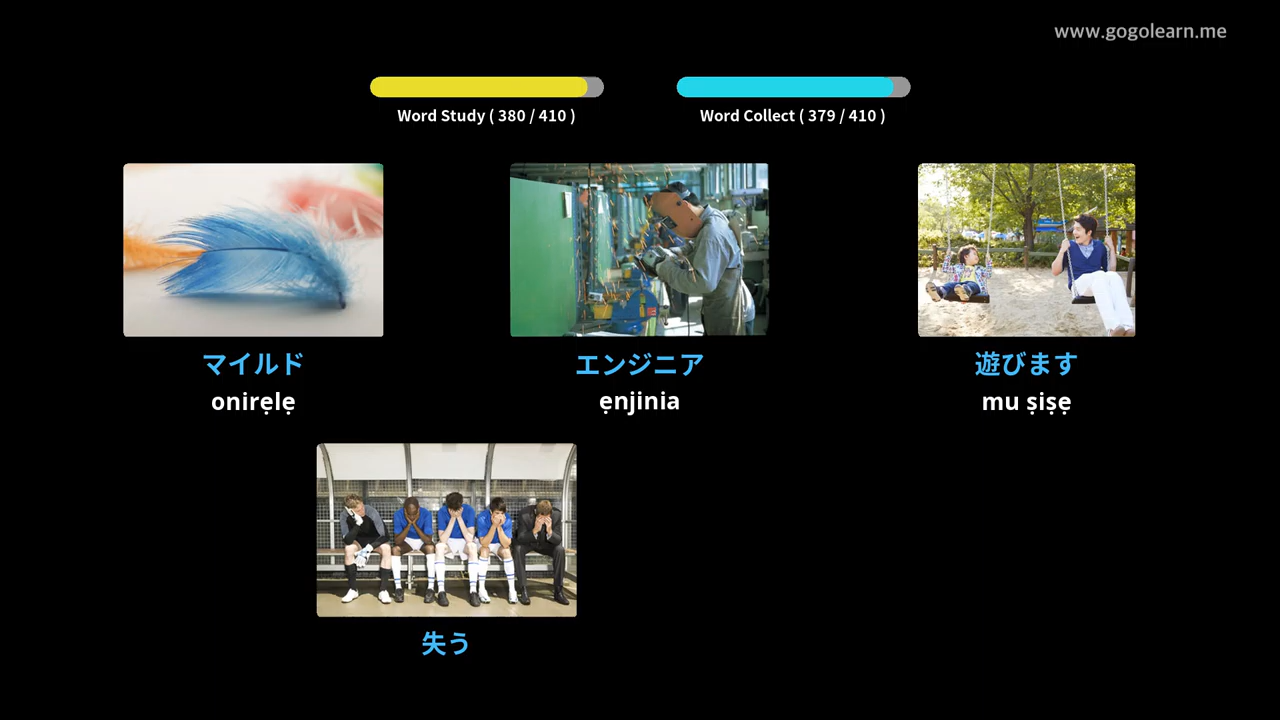 www.gogolearn.me
Word Study ( 380 / 410 )
Word Collect ( 379 / 410 )
マイルド
onirẹlẹ
エンジニア
ẹnjinia
遊びます
mu ṣiṣẹ
失う